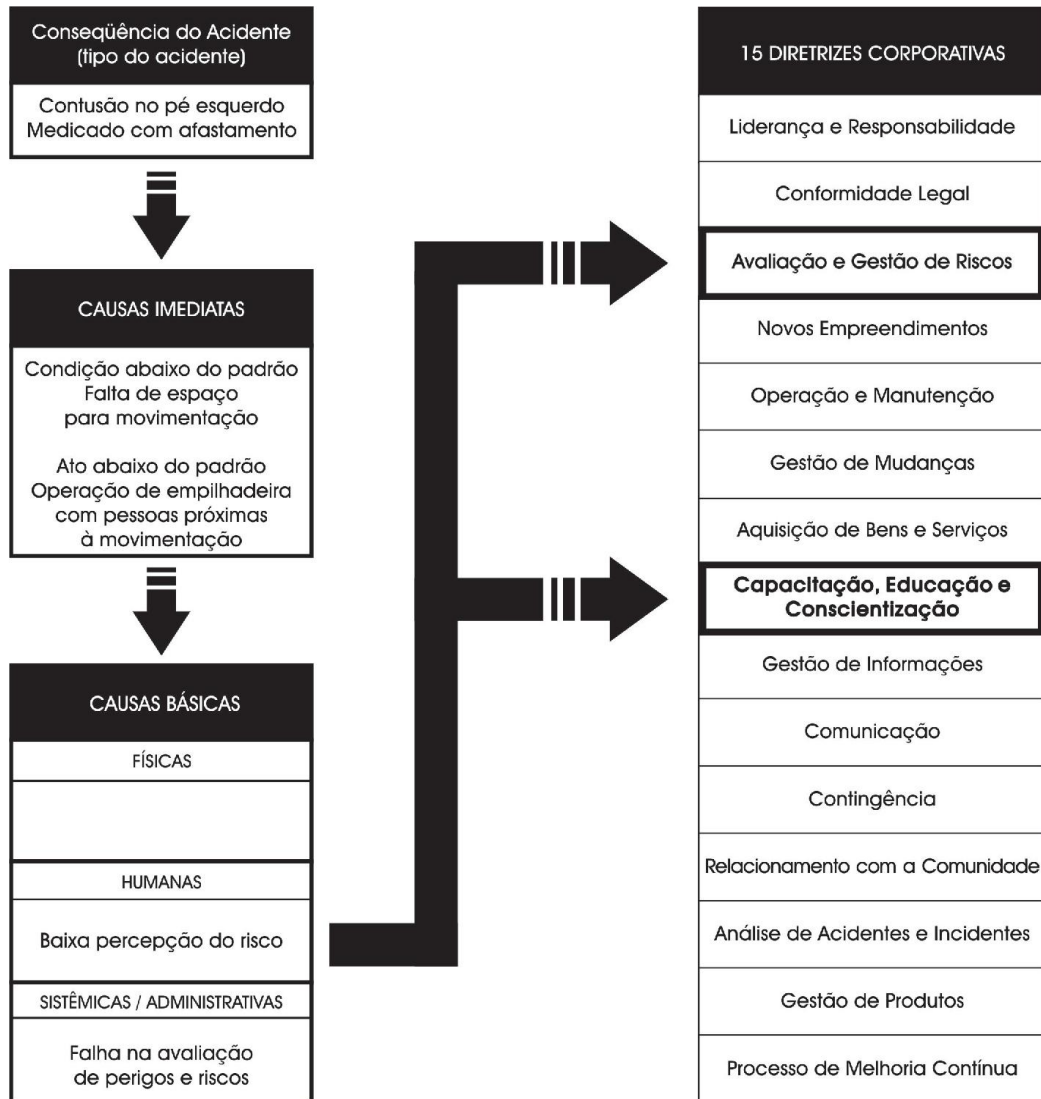 Conseqüência do Acidente
(tipo do acidente)
Contusão no pé esquerdo
Medicado com afastamento
CAUSAS IMEDIATAS
Condição abaixo do padrão
Falta de espaço
para movimentação
Ato abaixo do padrão
Operação de empilhadeira
com pessoas próximas
à movimentação
CAUSAS BÁSICAS
FÍSICAS
HUMANAS
Baixa percepção do risco
SISTÊMICAS / ADMINISTRATIVAS
Falha na avaliação
de perigos e riscos
15 DIRETRIZES CORPORATIVAS
Liderança e Responsabilidade
Conformidade Legal
Avaliação e Gestão de Riscos
Novos Empreendimentos
Operação e Manutenção
Gestão de Mudanças
Aquisição de Bens e Serviços
Capacitação, Educação e
Conscientização
Gestão de Informações
Comunicação
Contingência
Relacionamento com a Comunidade
Análise de Acidentes e Incidentes
Gestão de Produtos
Processo de Melhoria Contínua